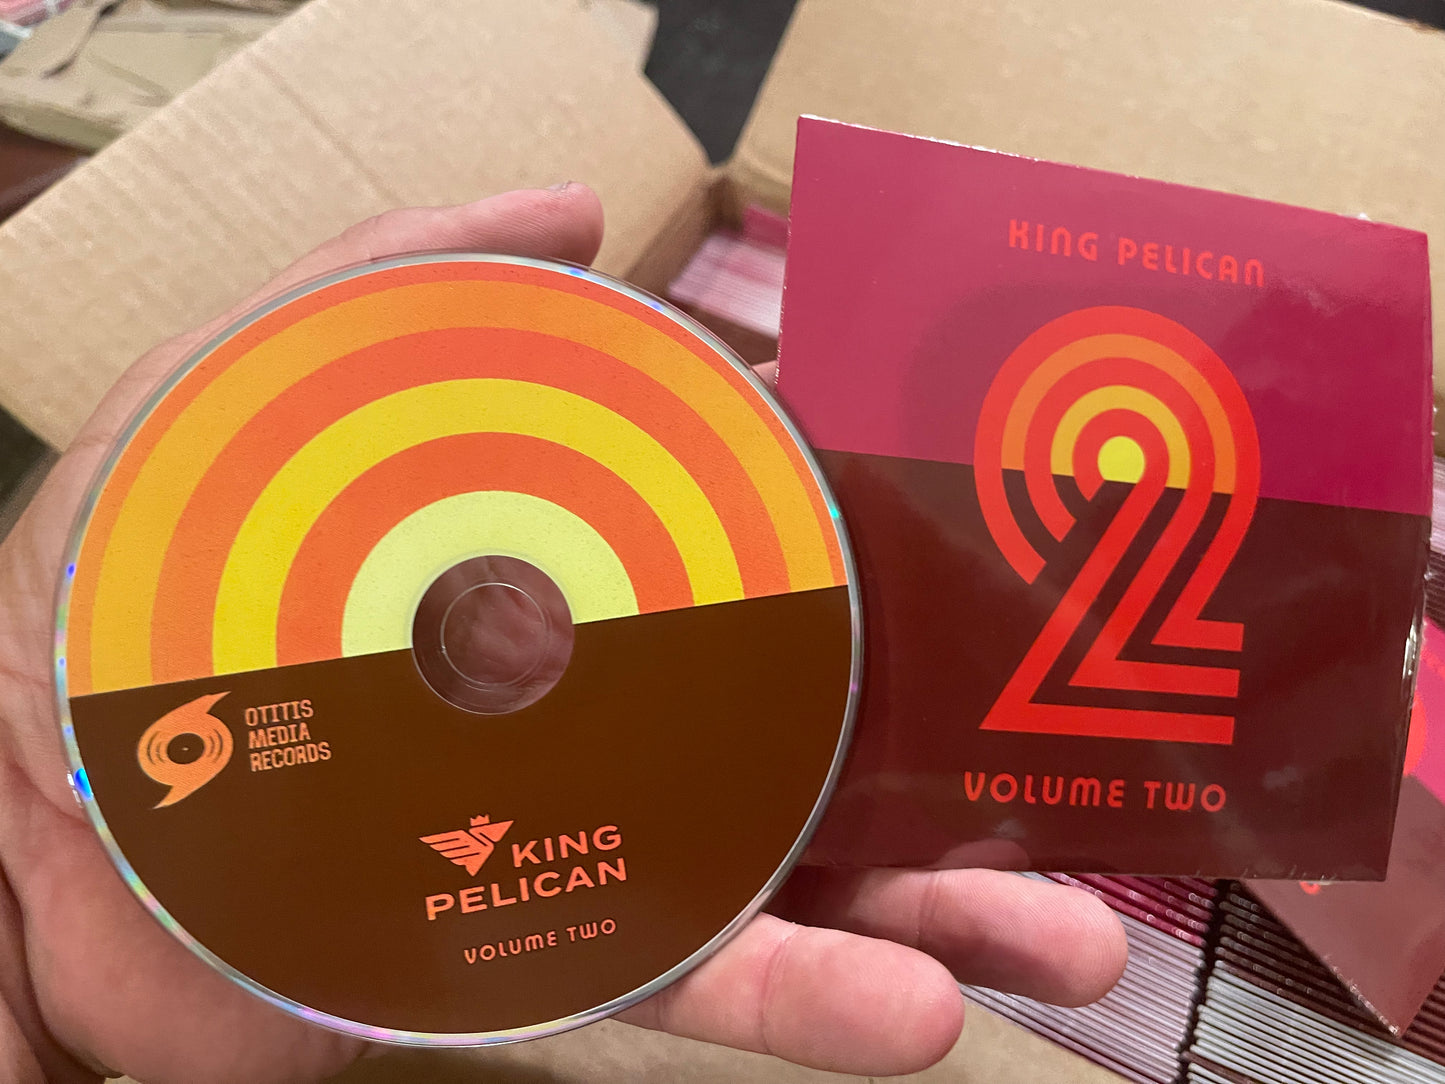 OTITIS
MEDIA
RECORDS
KING
PELICAN
VOLUME TWO
KING PELICAN
2
VOLUME TWO